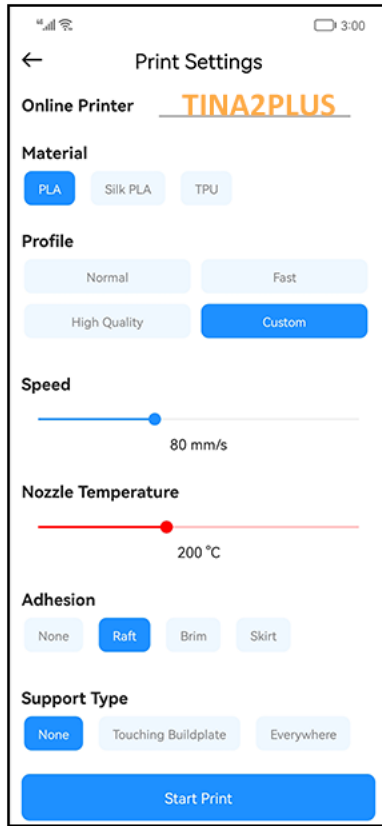 3:00
Print Settings
Online Printer TINA2PLUS
Material
PLA Silk PLA TPU
Profile
Normal Fast
High Quality Custom
Speed
80 mm/s
Nozzle Temperature
200 °C
Adhesion
None Raft Brim Skirt
Support Type
None Touching Buildplate Everywhere
Start Print